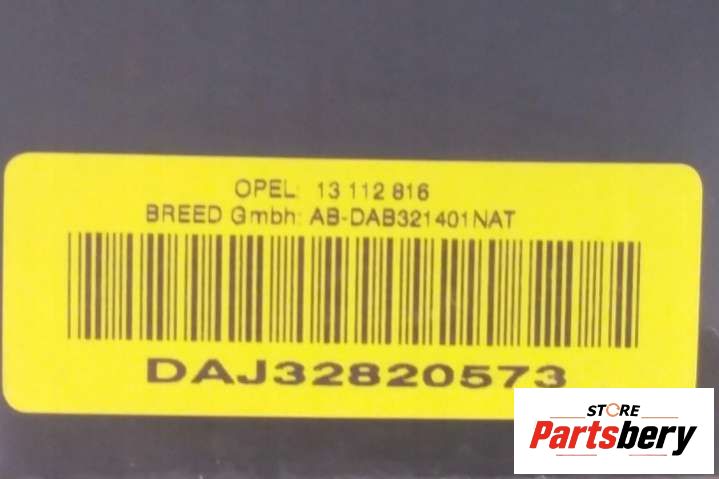 OPEL: 13 112 816
BREED Gmbh: AB-DAB321401NAT
DAJ32820573
STORE
Partsbery